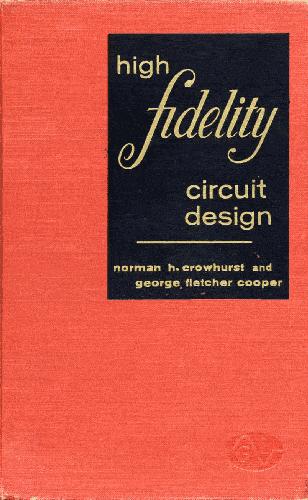 high
fidelity
circuit
design
norman h. crowhurst and
george fletcher cooper